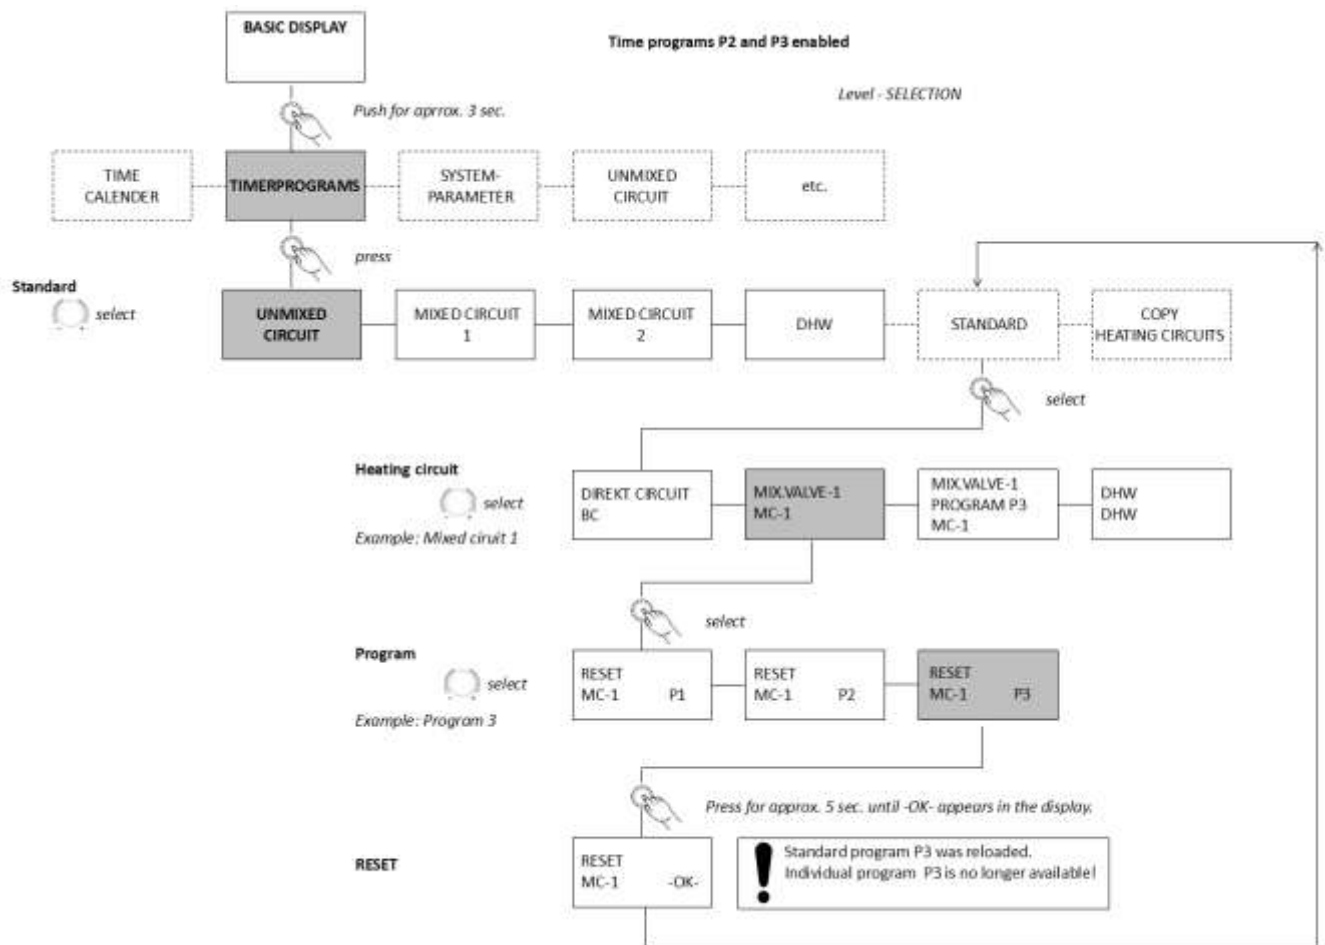 BASIC DISPLAY
Time programs P2 and P3 enabled
Level - SELECTION
Push for aprrox. 3 sec.
TIME
CALENDER
TIMERPROGRAMS
SYSTEM-
PARAMETER
UNMIXED
CIRCUIT
etc.
press
Standard
select
UNMIXED
CIRCUIT
MIXED CIRCUIT
1
MIXED CIRCUIT
2
DHW
STANDARD
COPY
HEATING CIRCUITS
select
Heating circuit
select
Example: Mixed ciruit 1
DIREKT CIRCUIT
BC
MIX.VALVE-1
MC-1
MIX.VALVE-1
PROGRAM P3
MC-1
DHW
DHW
select
Program
select
Example: Program 3
RESET
MC-1 P1
RESET
MC-1 P2
RESET
MC-1 P3
Press for approx. 5 sec. until -OK- appears in the display.
RESET
RESET
MC-1 -OK-
! Standard program P3 was reloaded.
Individual program P3 is no longer available!